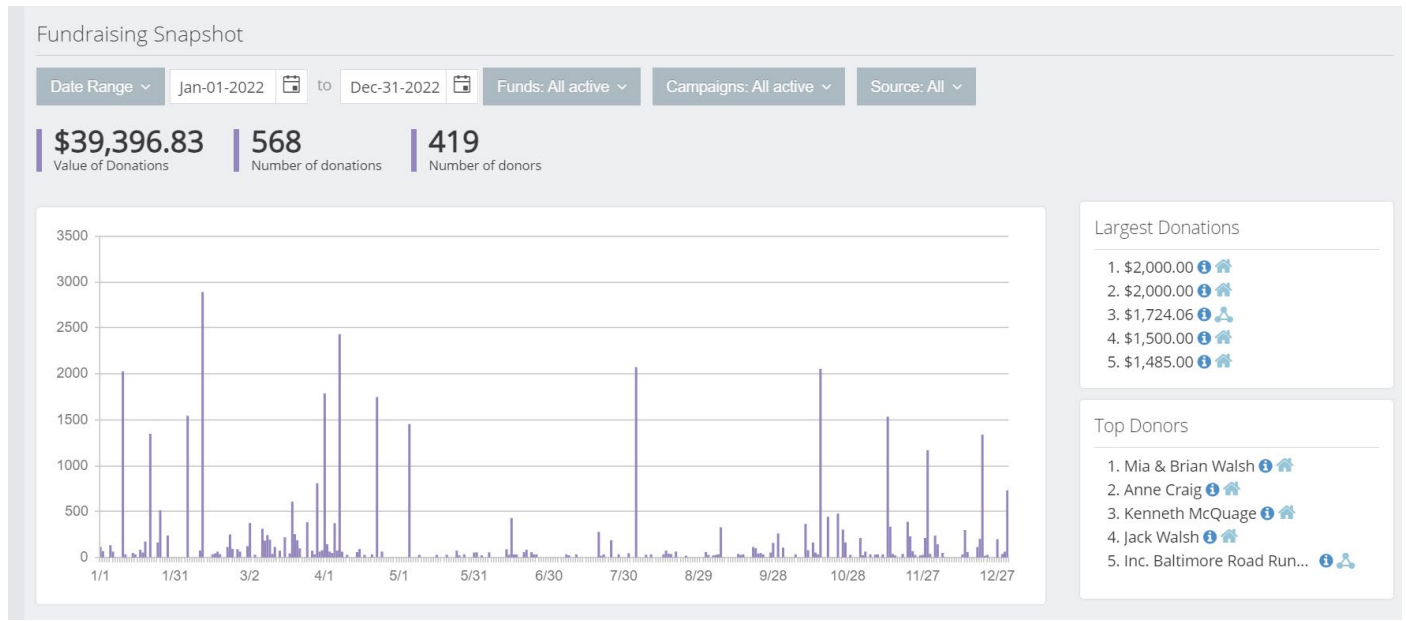 Fundraising Snapshot
Date Range Jan-01-2022 to Dec-31-2022 Funds: All active Campaigns: All active Source: All
$39,396.83 568 419
Value of Donations Number of donations Number of donors
3500
3000
2500
2000
1500
1000
500
0
1/1 1/31 3/2 4/1 5/1 5/31 6/30 7/30 8/29 9/28 10/28 11/27 12/27
Largest Donations
1. $2,000.00
2. $2,000.00
3. $1,724.06
4. $1,500.00
5. $1,485.00
Top Donors
1. Mia & Brian Walsh
2. Anne Craig
3. Kenneth McQuage
4. Jack Walsh
5. Inc. Baltimore Road Run...